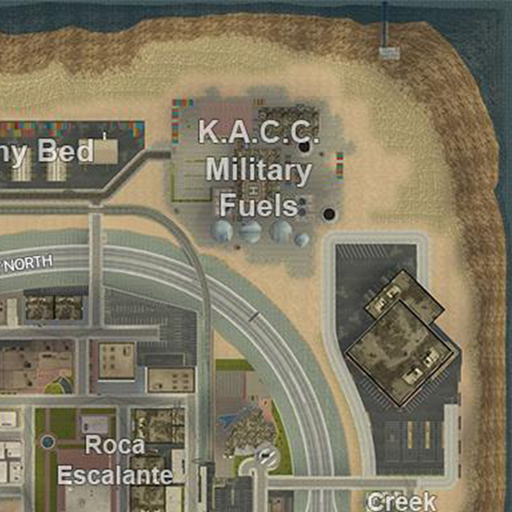 K.A.C.C.
Military
Fuels
ny Bed
NORTH
Roca
Escalante
Creek